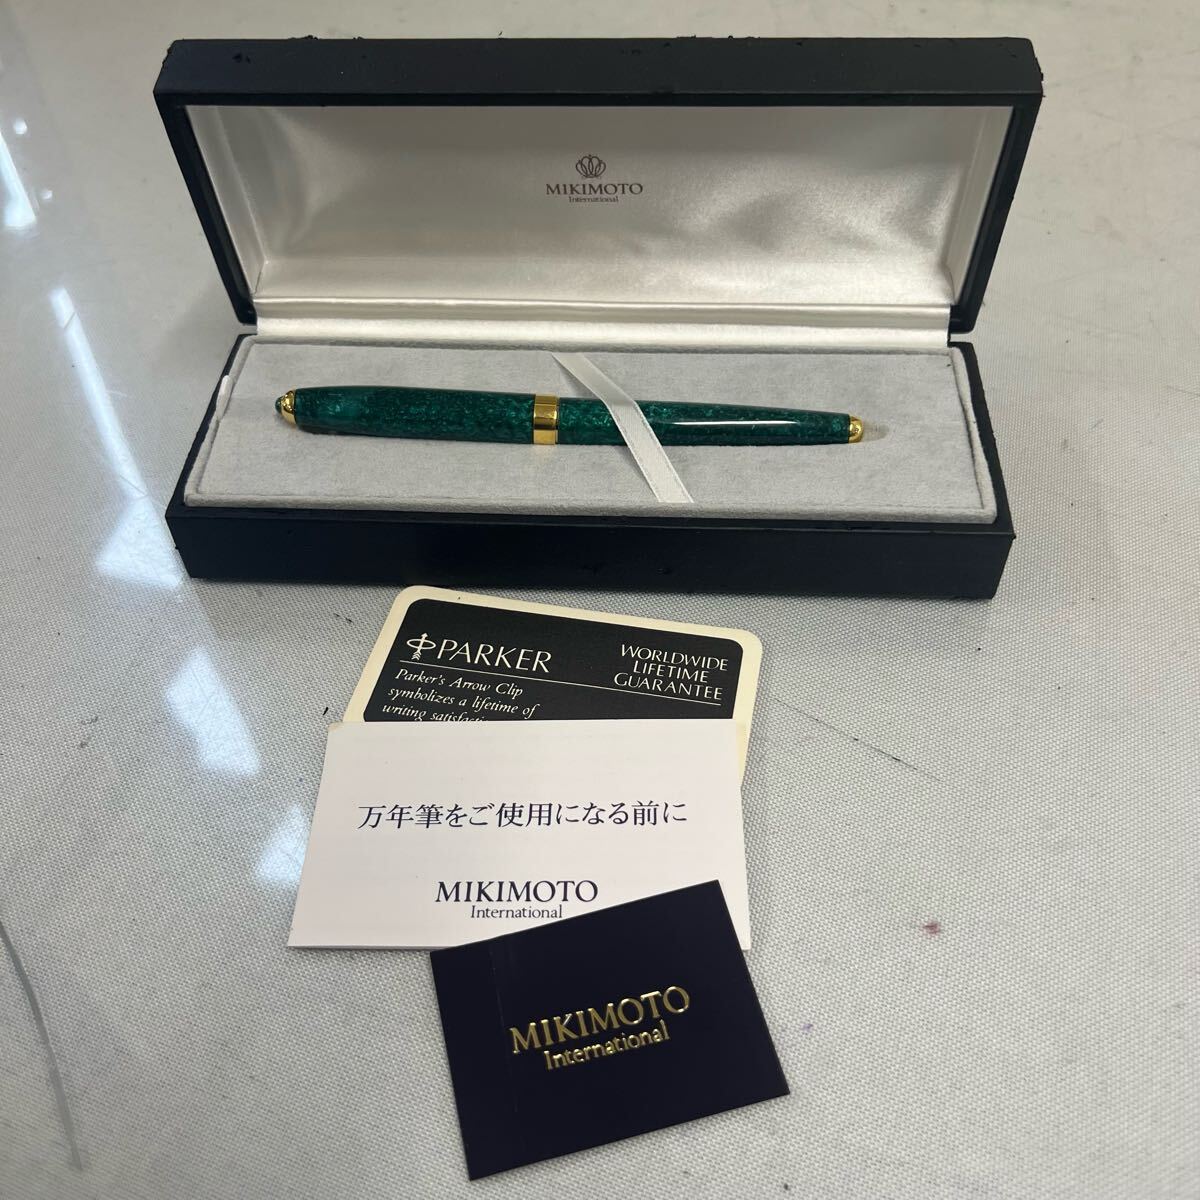 MIKIMOTO
International
PARKER
Parker's Arrow Clip
symbolizes a lifetime of
writing
WORLDWIDE
LIFETIME
GUARANTEE
万年筆をご使用になる前に
MIKIMOTO
International
MIKIMOTO
International